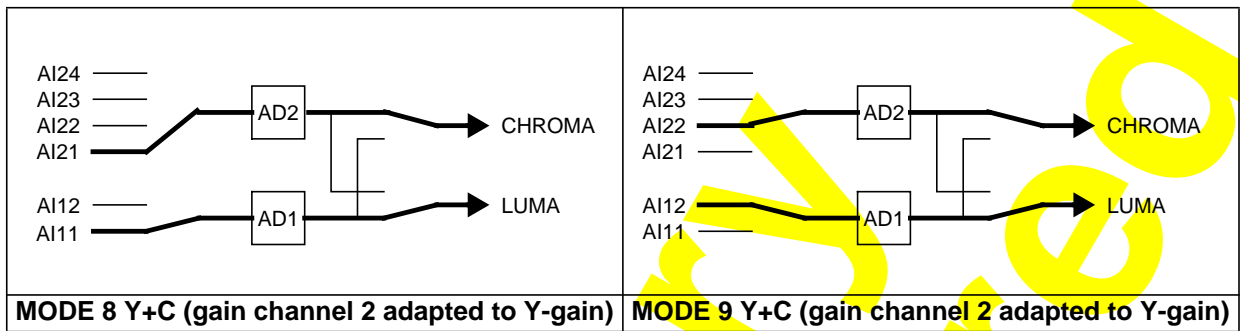 AI24
AI23
AI22
AI21
AI12
AI11
AD2
AD1
CHROMA
LUMA
MODE 8 Y+C (gain channel 2 adapted to Y-gain)
AI24
AI23
AI22
AI21
AI12
AI11
AD2
AD1
CHROMA
LUMA
MODE 9 Y+C (gain channel 2 adapted to Y-gain)